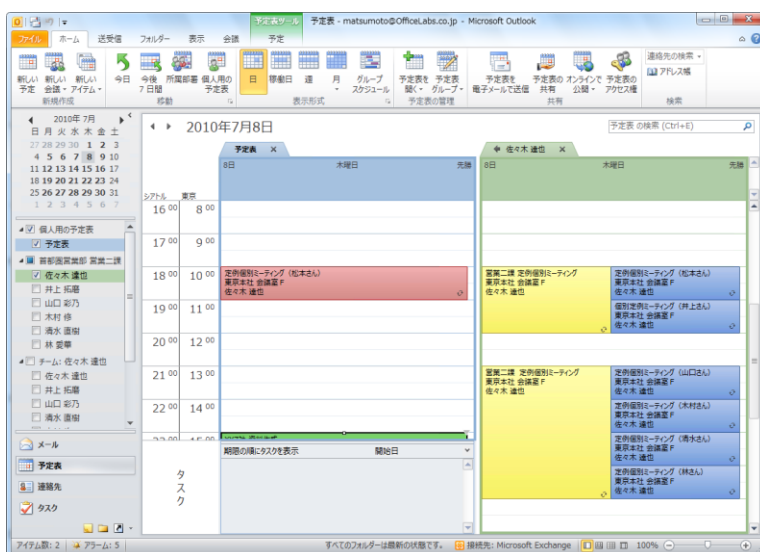 予定表ツール 予定表 - matsumoto@OfficeLabs.co.jp - Microsoft Outlook
ファイル ホーム 送受信 フォルダー 表示 会議 予定
新しい 予定
新しい 会議
新しい アイテム
今日
今後 7 日間
所属部署
個人用の 予定表
日
稼働日
週
月
グループ スケジュール
予定表を 開く
予定表 グループ
予定表を 電子メールで送信
予定表の 共有
オンラインで 公開
予定表の アクセス権
連絡先の検索
アドレス帳
新規作成 移動 表示形式 予定表の管理 共有 検索
2010年 7月
日 月 火 水 木 金 土
27 28 29 30 1 2 3
4 5 6 7 8 9 10
11 12 13 14 15 16 17
18 19 20 21 22 23 24
25 26 27 28 29 30 31
1 2 3 4 5 6 7
個人用の予定表
予定表
首都圏営業部 営業二課
佐々木 達也
井上 拓磨
山口 彩乃
木村 修
清水 直樹
林 愛華
チーム: 佐々木 達也
佐々木 達也
井上 拓磨
山口 彩乃
清水 直樹
メール
予定表
連絡先
タスク
2010年7月8日
予定表 の検索 (Ctrl+E)
予定表 x
佐々木 達也 x
8日 木曜日 先勝
8日 木曜日 先勝
シアトル 東京
16 00 8 00
17 00 9 00
18 00 10 00
19 00 11 00
20 00 12 00
21 00 13 00
22 00 14 00
定例個別ミーティング (松本さん)
東京本社 会議室 F
佐々木 達也
営業二課 定例個別ミーティング
東京本社 会議室 F
佐々木 達也
定例個別ミーティング (松本さん)
東京本社 会議室 F
佐々木 達也
個別定例ミーティング (井上さん)
東京本社 会議室 F
佐々木 達也
営業二課 定例個別ミーティング
東京本社 会議室 F
佐々木 達也
定例個別ミーティング (山口さん)
東京本社 会議室 F
佐々木 達也
定例個別ミーティング (木村さん)
東京本社 会議室 F
佐々木 達也
定例個別ミーティング (清水さん)
東京本社 会議室 F
佐々木 達也
定例個別ミーティング (林さん)
東京本社 会議室 F
佐々木 達也
タスク
期限の順にタスクを表示 開始日
アイテム数: 2 アラーム: 5 すべてのフォルダーは最新の状態です。 接続先: Microsoft Exchange 100%